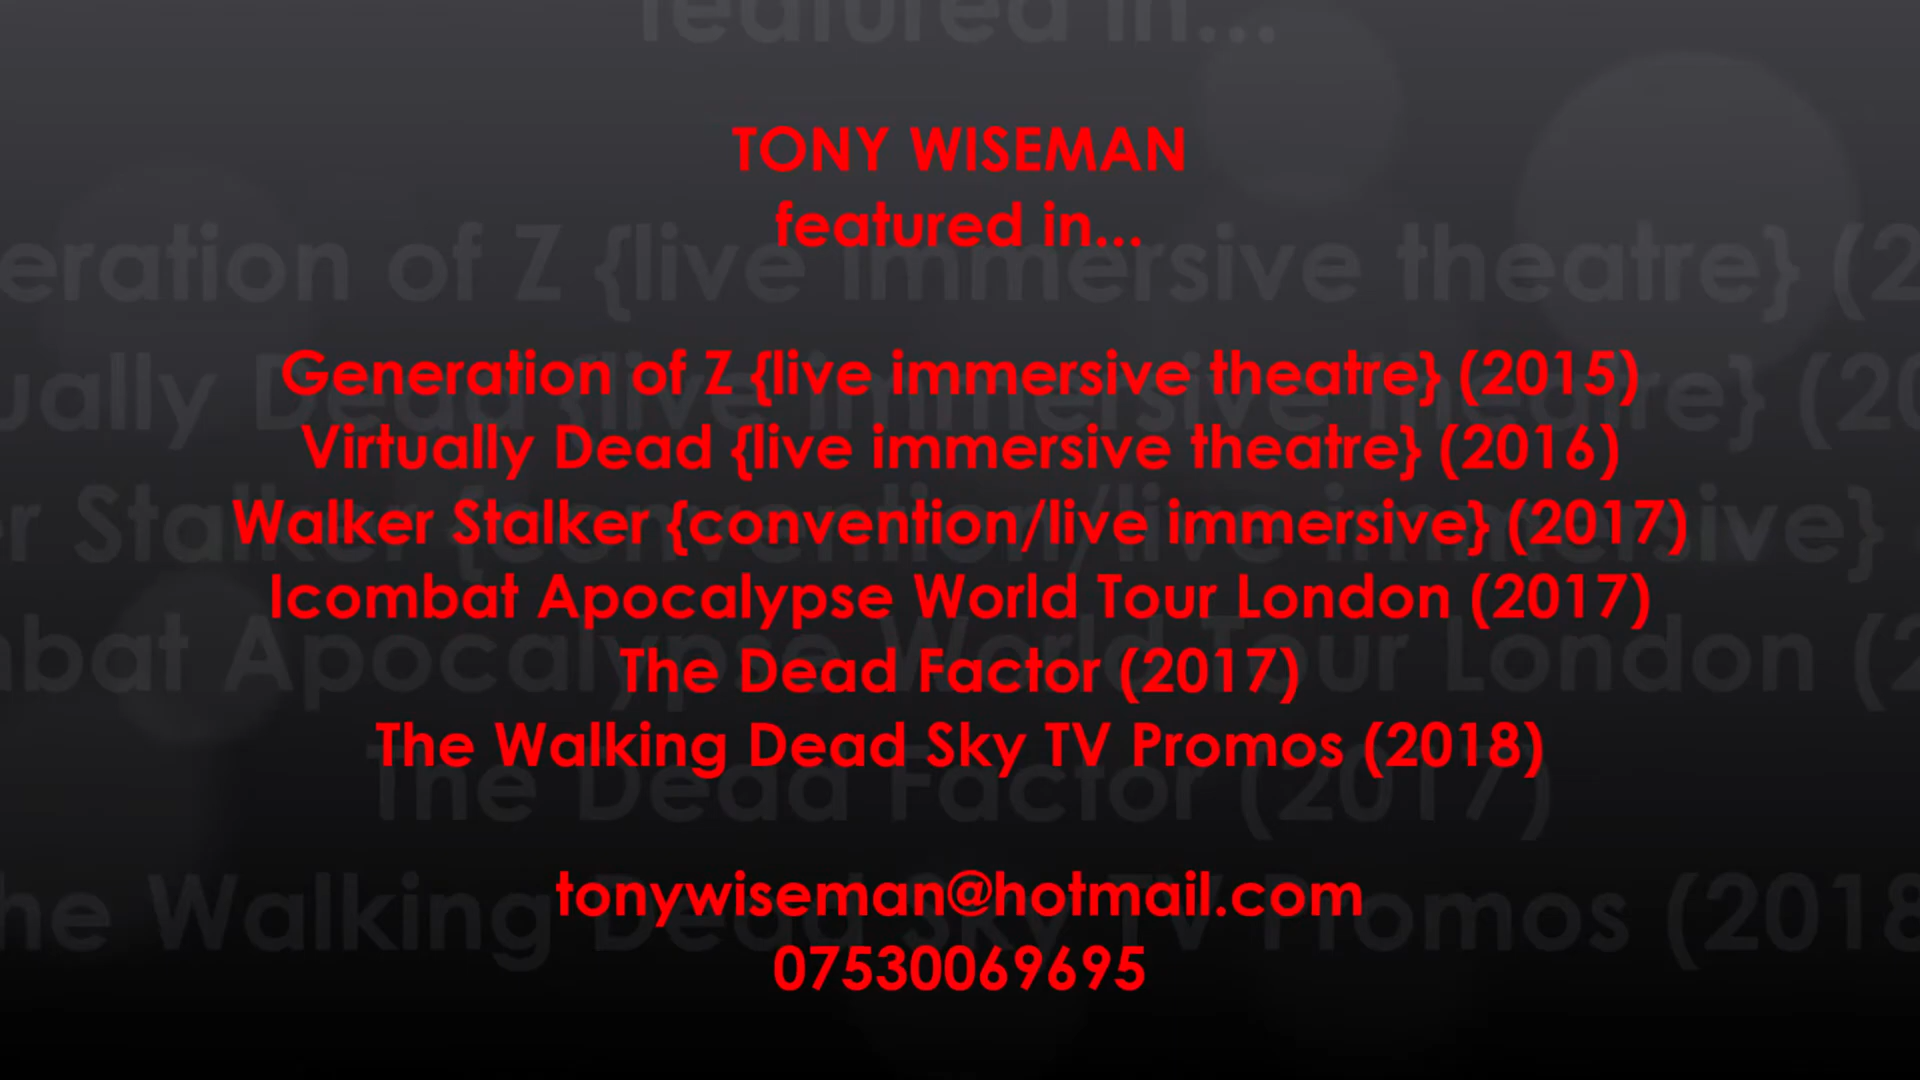 TONY WISEMAN
featured in...
Generation of Z {live immersive theatre} (2015)
Virtually Dead {live immersive theatre} (2016)
Walker Stalker {convention/live immersive} (2017)
Icombat Apocalypse World Tour London (2017)
The Dead Factor (2017)
The Walking Dead Sky TV Promos (2018)
tonywiseman@hotmail.com
07530069695